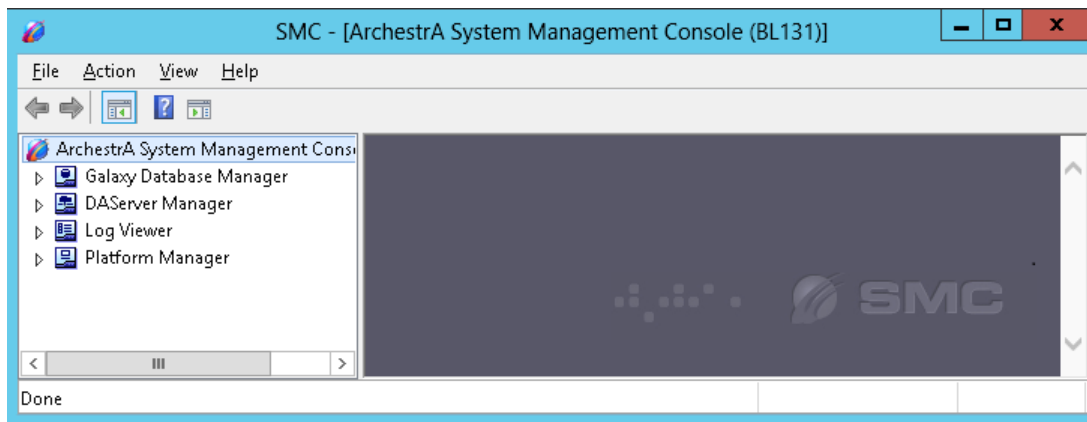 SMC - [ArchestrA System Management Console (BL131)]
File Action View Help
ArchestrA System Management Conso
Galaxy Database Manager
DAServer Manager
Log Viewer
Platform Manager
SMC
Done